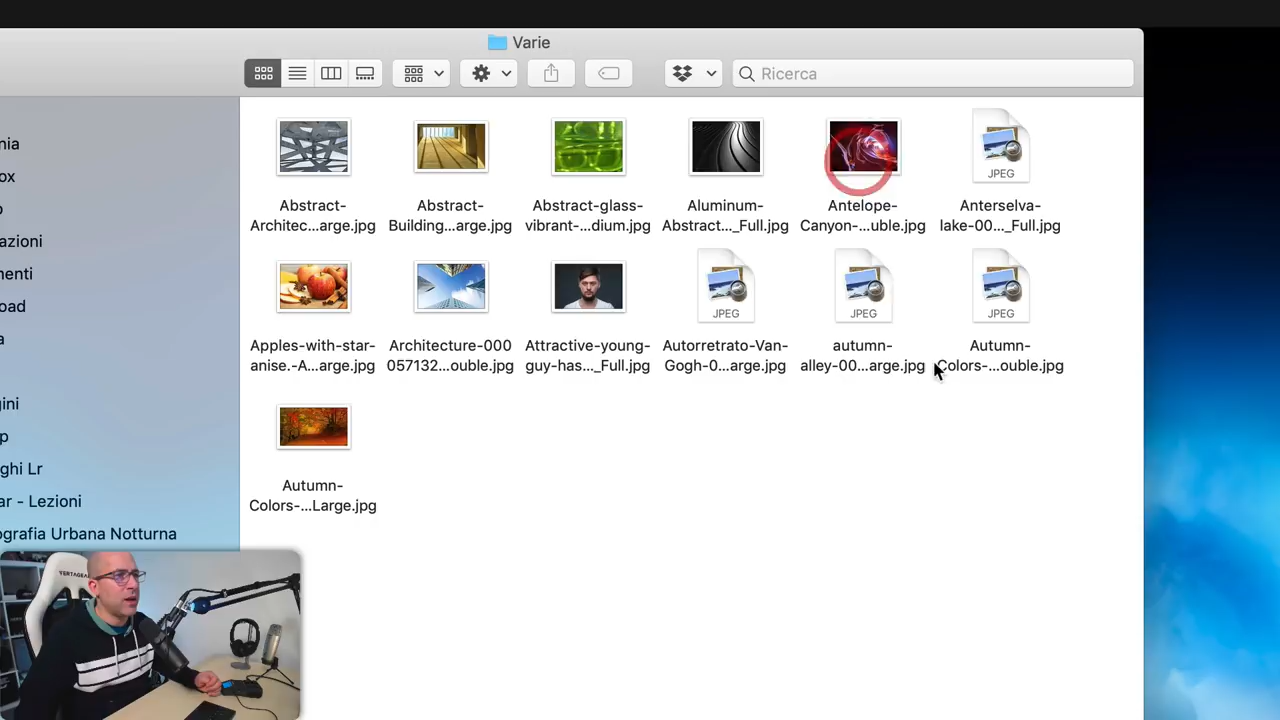 Varie
Ricerca
nia
ox
o
azioni
menti
oad
a
gini
p
ghi Lr
ar - Lezioni
ografia Urbana Notturna
JPEG
Abstract-
Architec...arge.jpg
Abstract-
Building...arge.jpg
Abstract-glass-
vibrant-...dium.jpg
Aluminum-
Abstract..._Full.jpg
Antelope-
Canyon-...uble.jpg
Anterselva-
lake-00..._Full.jpg
JPEG
JPEG
JPEG
Apples-with-star-
anise.-A...arge.jpg
Architecture-000
057132...ouble.jpg
Attractive-young-
guy-has..._Full.jpg
Autorretrato-Van-
Gogh-0...arge.jpg
autumn-
alley-00...arge.jpg
Autumn-
Colors-...ouble.jpg
Autumn-
Colors-...Large.jpg
VERTAGEAR